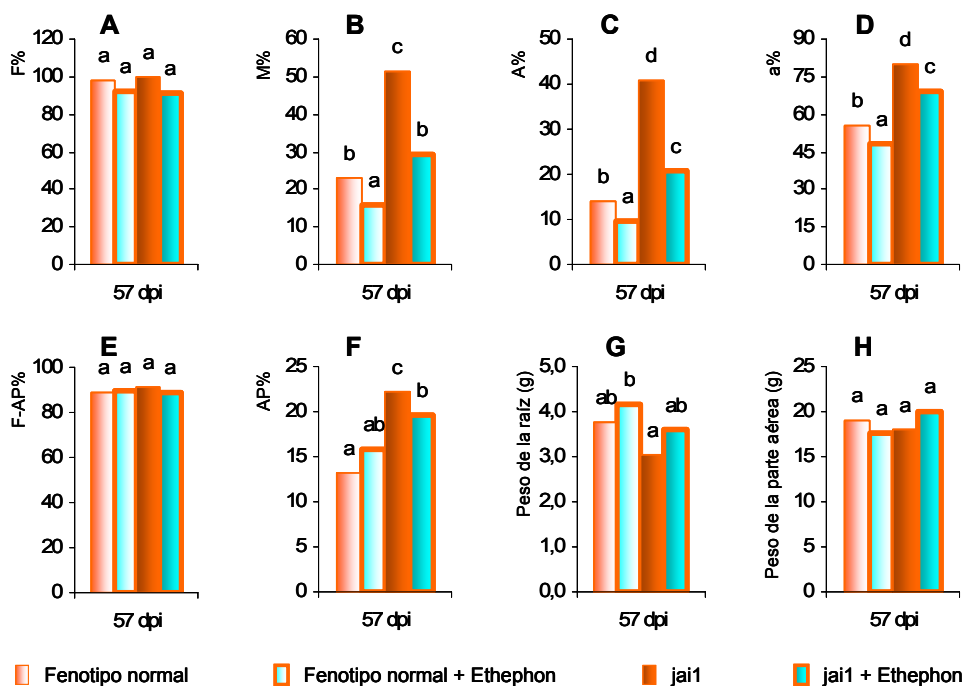 A
F%
120
100
80
60
40
20
0
a
a
a
a
57 dpi
B
M%
60
50
40
30
20
10
0
b
a
c
b
57 dpi
C
A%
50
40
30
20
10
0
b
a
d
c
57 dpi
D
a%
90
75
60
45
30
15
0
b
a
d
c
57 dpi
E
F-AP%
100
80
60
40
20
0
a
a
a
a
57 dpi
F
AP%
25
20
15
10
5
0
a
ab
c
b
57 dpi
G
Peso de la raíz (g)
5,0
4,0
3,0
2,0
1,0
0,0
ab
b
a
ab
57 dpi
H
Peso de la parte aérea (g)
25
20
15
10
5
0
a
a
a
a
57 dpi
Fenotipo normal
Fenotipo normal + Ethephon
jai1
jai1 + Ethephon